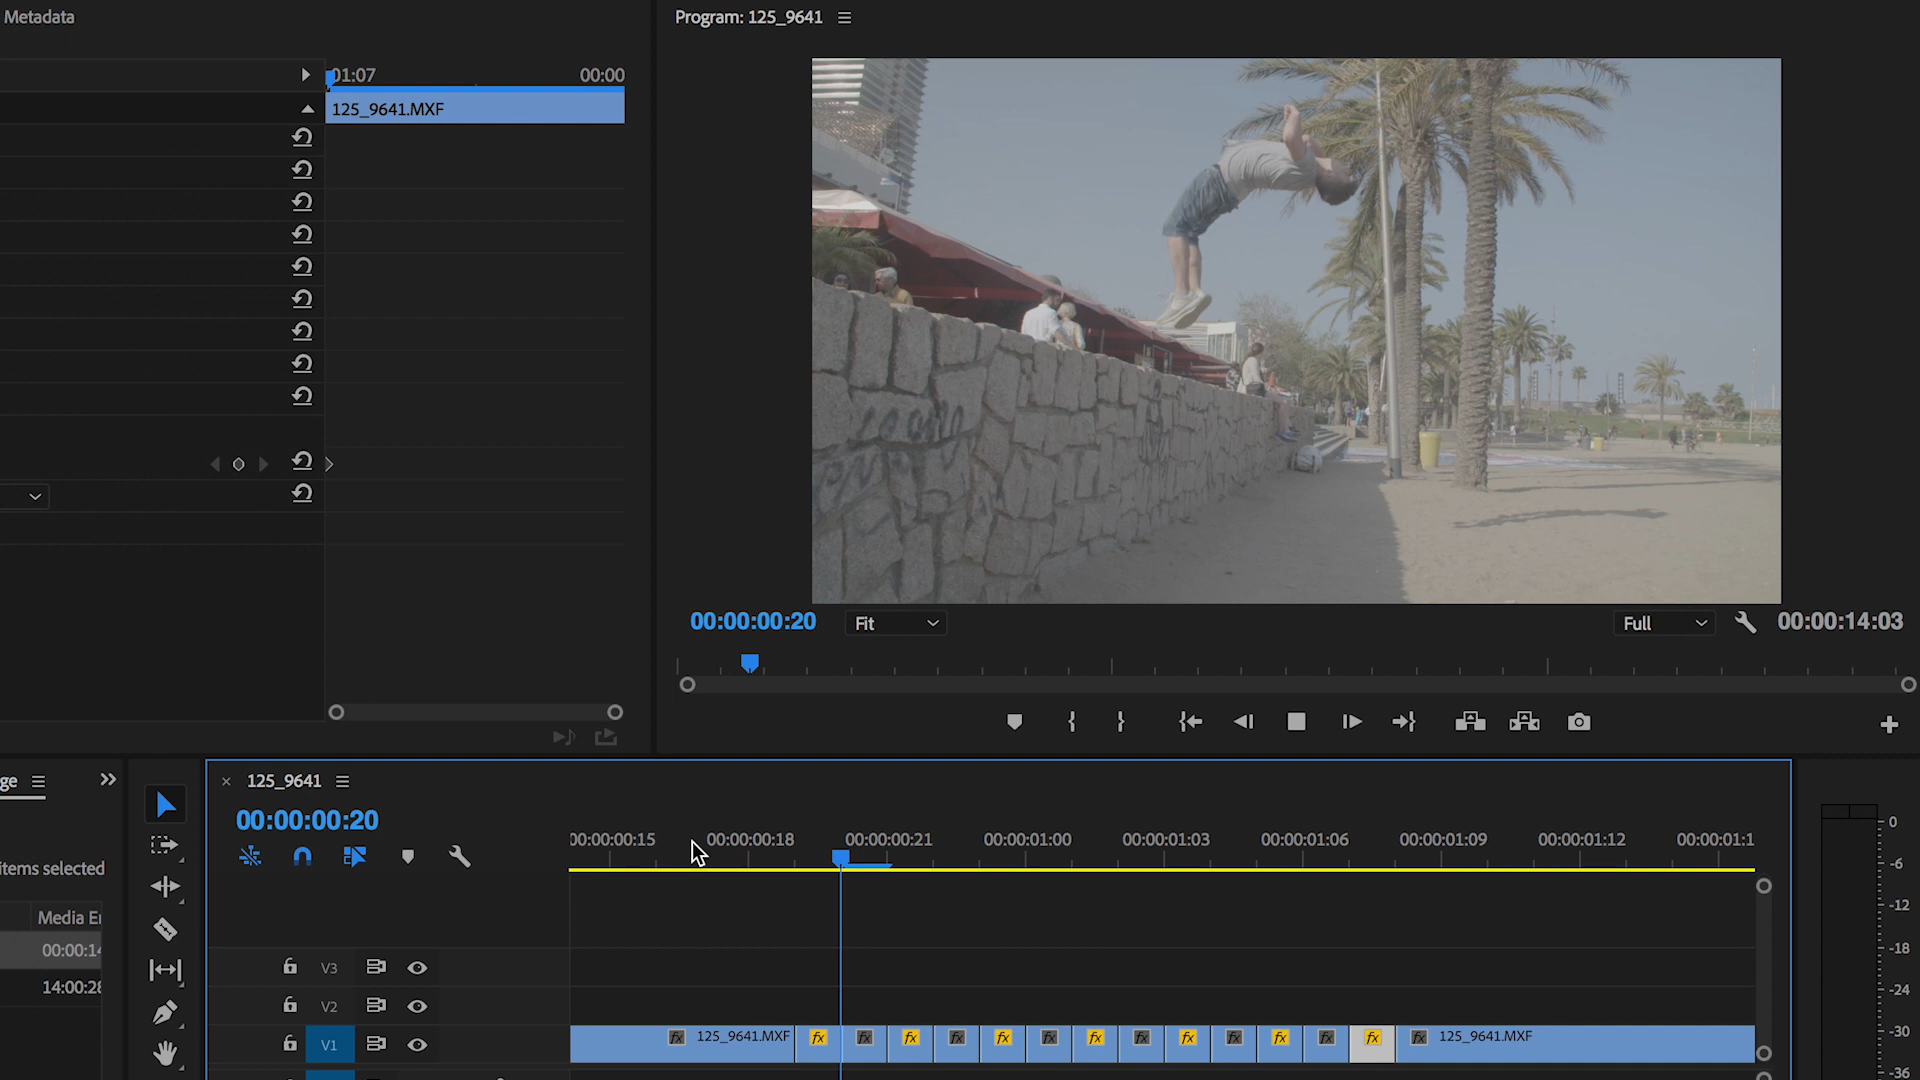 Metadata
Program: 125_9641
01:07
00:00
125_9641.MXF
00:00:00:20
Fit
Full
00:00:14:03
ge
125_9641
00:00:00:20
00:00:00:15
00:00:00:18
00:00:00:21
00:00:01:00
00:00:01:03
00:00:01:06
00:00:01:09
00:00:01:12
00:00:01:1
items selected
Media En
00:00:14
14:00:28
V3
V2
V1
fx 125_9641.MXF fx fx fx fx fx fx fx fx fx fx fx fx fx fx 125_9641.MXF
0
-6
-12
-18
-24
-30
-36